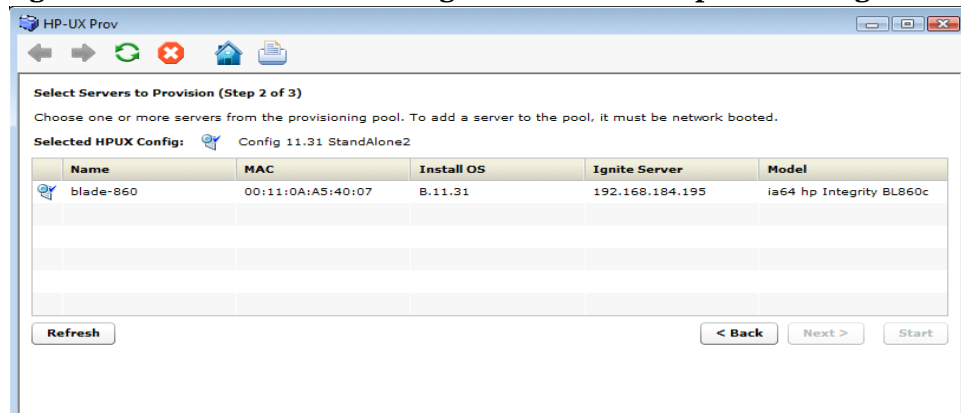 HP-UX Prov
Select Servers to Provision (Step 2 of 3)
Choose one or more servers from the provisioning pool. To add a server to the pool, it must be network booted.
Selected HPUX Config: Config 11.31 StandAlone2
Name MAC Install OS Ignite Server Model
blade-860 00:11:0A:A5:40:07 B.11.31 192.168.184.195 ia64 hp Integrity BL860c
Refresh < Back Next > Start